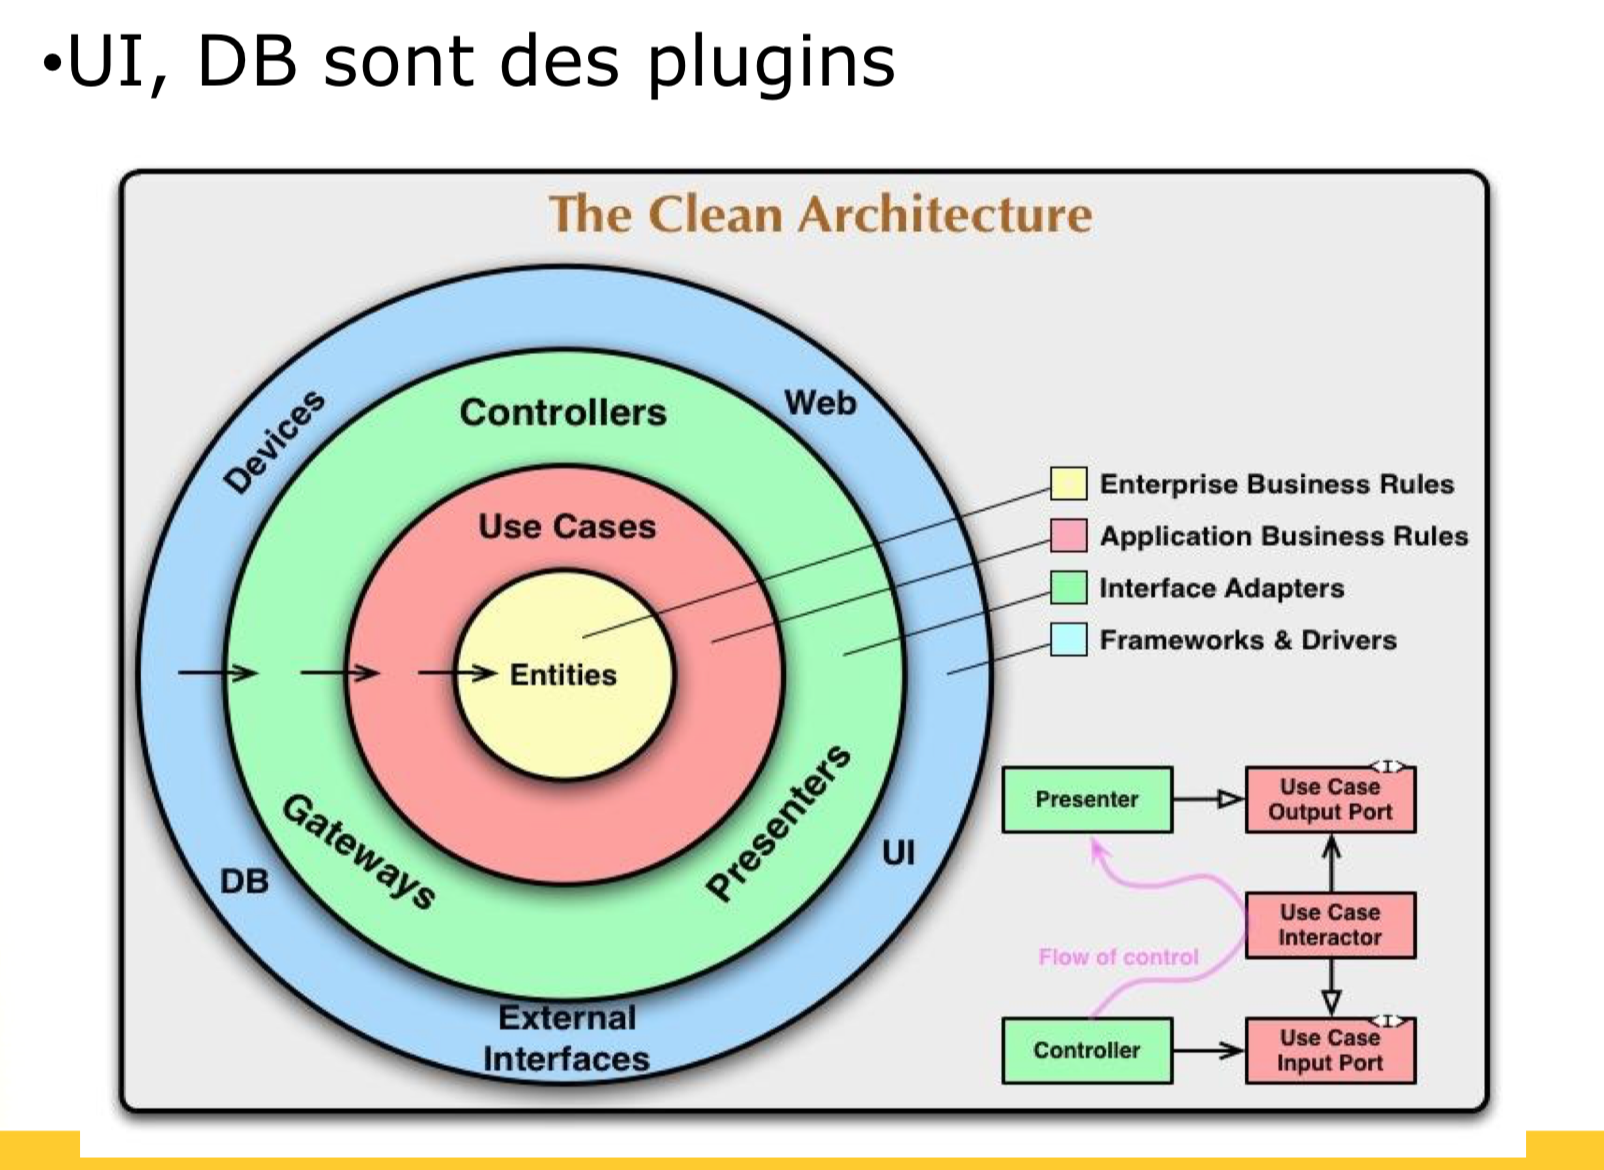 •UI, DB sont des plugins
The Clean Architecture
Devices
Web
Controllers
Use Cases
Entities
Gateways
Presenters
DB
UI
External
Interfaces
Enterprise Business Rules
Application Business Rules
Interface Adapters
Frameworks & Drivers
Presenter
<I>
Use Case
Output Port
Use Case
Interactor
Flow of control
Controller
<I>
Use Case
Input Port